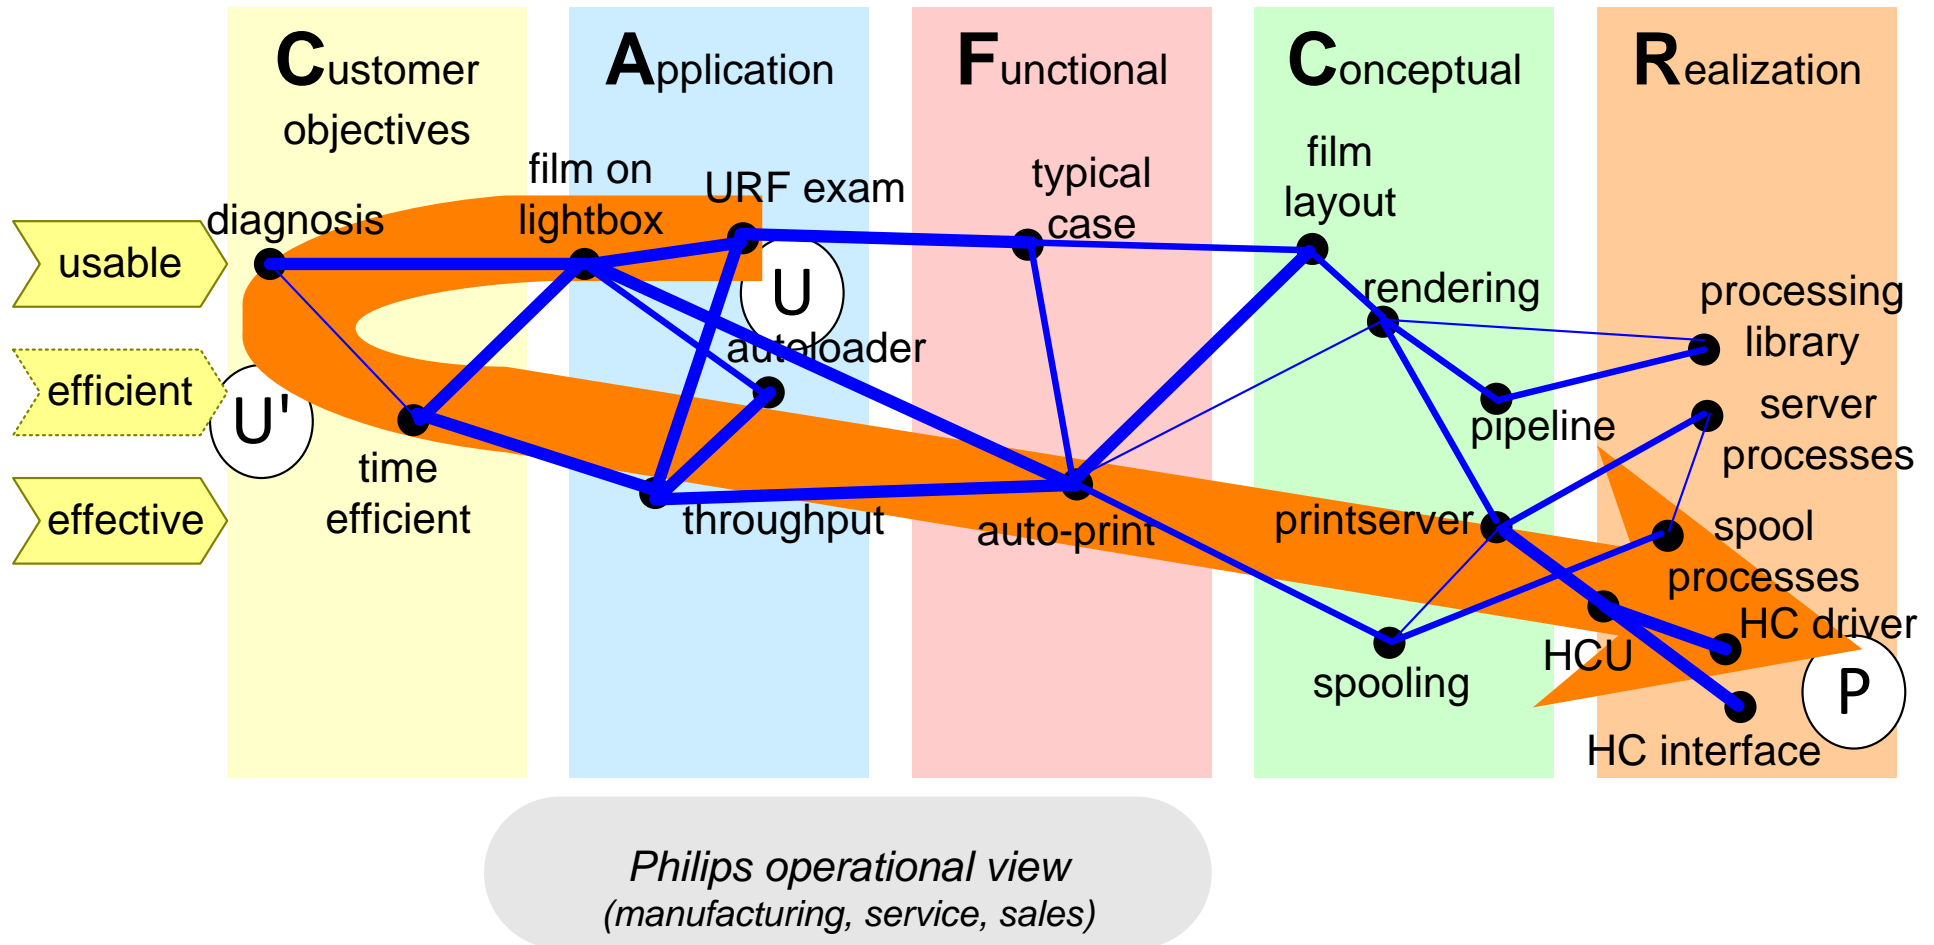 Customer
objectives
Application
Functional
Conceptual
Realization
usable
efficient
effective
diagnosis
film on
lightbox
URF exam
typical
case
film
layout
rendering
processing
library
U
autoloader
U'
time
efficient
throughput
auto-print
pipeline
server
processes
printserver
spool
processes
spooling
HCU
HC driver
P
HC interface
Philips operational view
(manufacturing, service, sales)